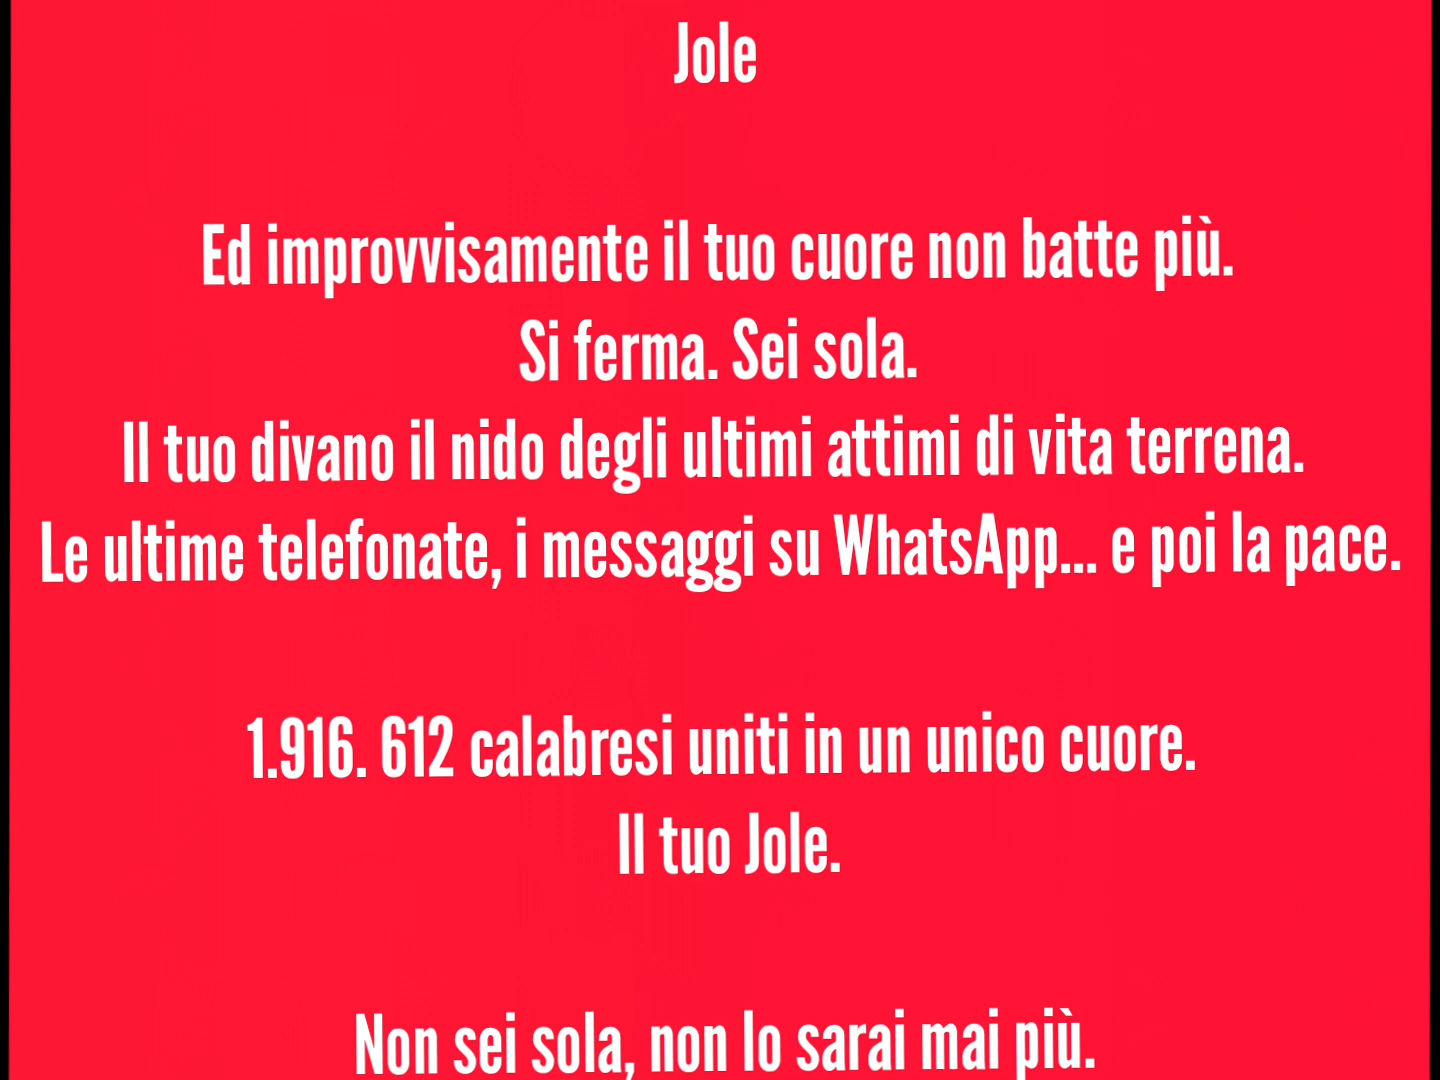 Jole
Ed improvvisamente il tuo cuore non batte più.
Si ferma. Sei sola.
Il tuo divano il nido degli ultimi attimi di vita terrena.
Le ultime telefonate, i messaggi su WhatsApp... e poi la pace.
1.916. 612 calabresi uniti in un unico cuore.
Il tuo Jole.
Non sei sola, non lo sarai mai più.